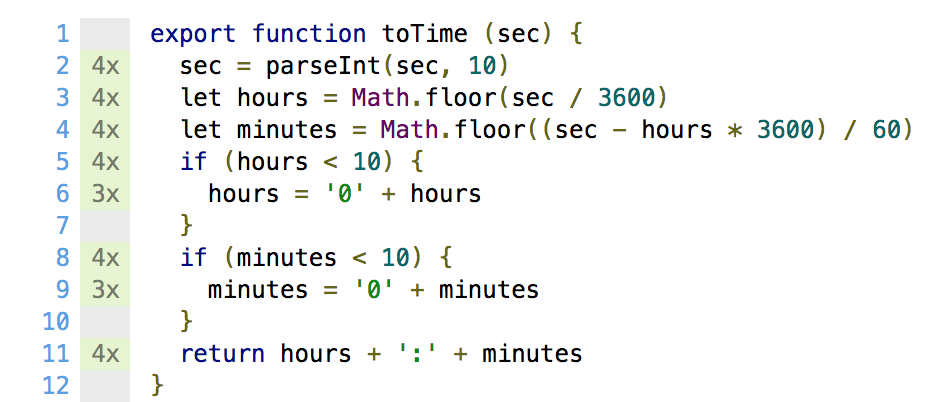 1 export function toTime (sec) {
2 4x sec = parseInt(sec, 10)
3 4x let hours = Math.floor(sec / 3600)
4 4x let minutes = Math.floor((sec - hours * 3600) / 60)
5 4x if (hours < 10) {
6 3x hours = '0' + hours
7 }
8 4x if (minutes < 10) {
9 3x minutes = '0' + minutes
10 }
11 4x return hours + ':' + minutes
12 }